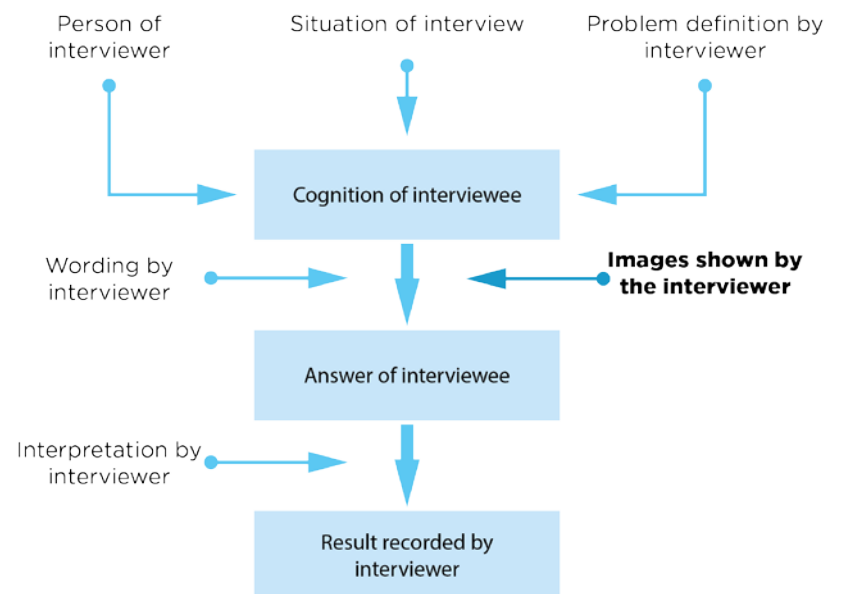 Person of
interviewer
Situation of interview
Problem definition by
interviewer
Cognition of interviewee
Wording by
interviewer
Images shown by
the interviewer
Answer of interviewee
Interpretation by
interviewer
Result recorded by
interviewer